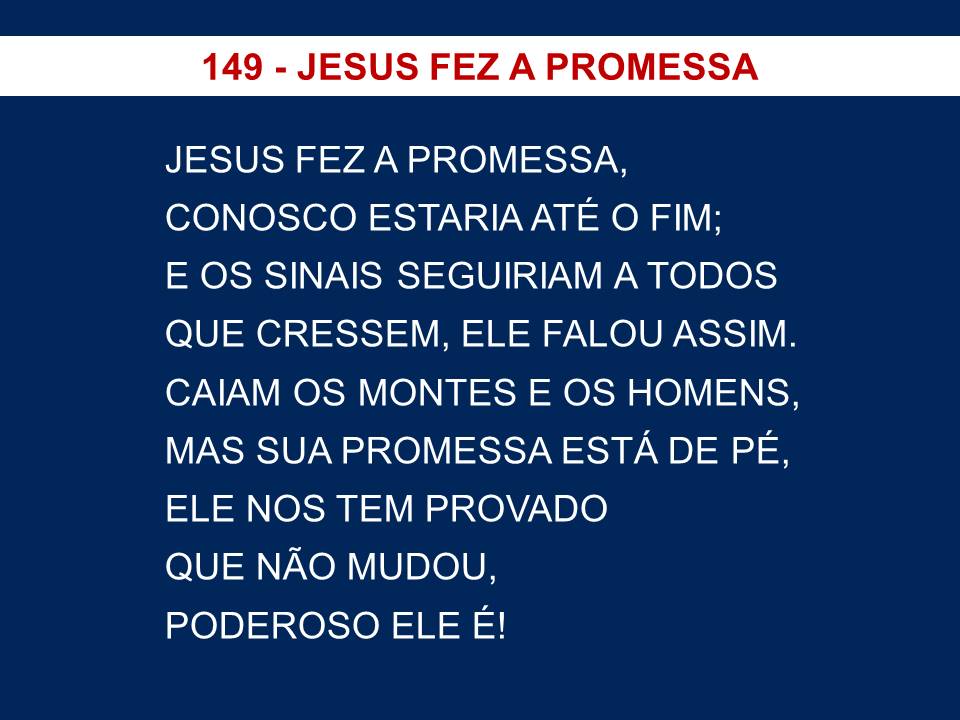 149 - JESUS FEZ A PROMESSA
JESUS FEZ A PROMESSA,
CONOSCO ESTARIA ATÉ O FIM;
E OS SINAIS SEGUIRIAM A TODOS
QUE CRESSEM, ELE FALOU ASSIM.
CAIAM OS MONTES E OS HOMENS,
MAS SUA PROMESSA ESTÁ DE PÉ,
ELE NOS TEM PROVADO
QUE NÃO MUDOU,
PODEROSO ELE É!